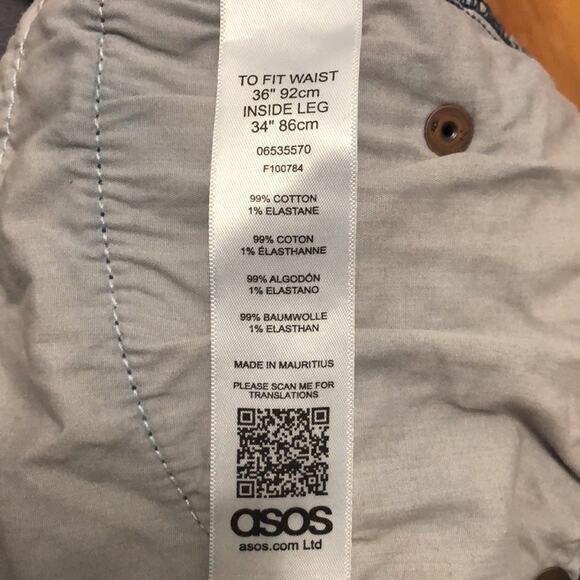 TO FIT WAIST
36" 92cm
INSIDE LEG
34" 86cm
06535570
F100784
99% COTTON
1% ELASTANE
99% COTON
1% ÉLASTHANNE
99% ALGODÓN
1% ELASTANO
99% BAUMWOLLE
1% ELASTHAN
MADE IN MAURITIUS
PLEASE SCAN ME FOR
TRANSLATIONS
asos
asos.com Ltd